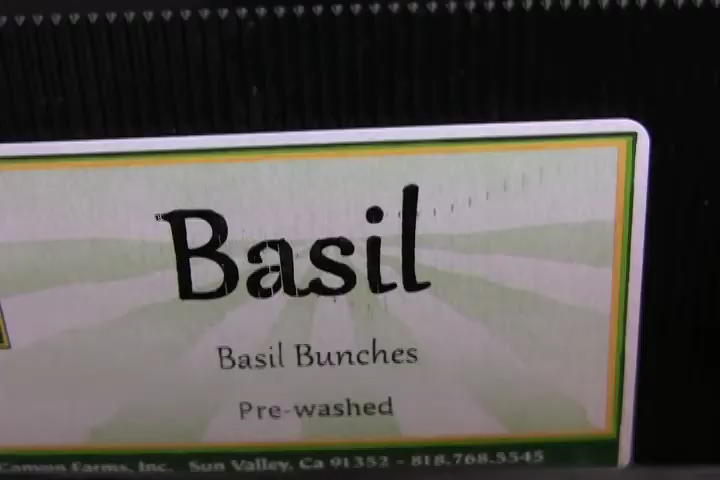 Basil
Basil Bunches
Pre-washed
Farms, Inc. Sun Valley, Ca 91352 - 818.768.5545